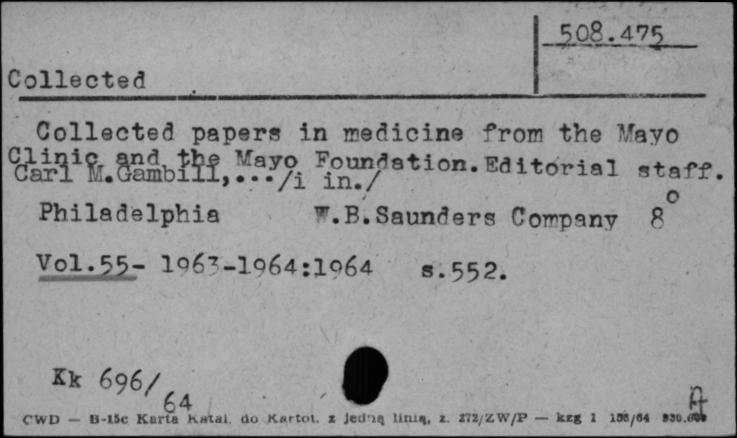 508.475
Collected
Collected papers in medicine from the Mayo
Clinic and the Mayo Foundation. Editorial staff.
Carl M.Gambill,.../i in./
Philadelphia W.B.Saunders Company 8°
Vol.55- 1963-1964:1964 s.552.
Kk 696/64
A
CWD — B-15c Karta Katal. do Kartot. z jedną linią, z. 272/ZW/P — kzg 1 158/64